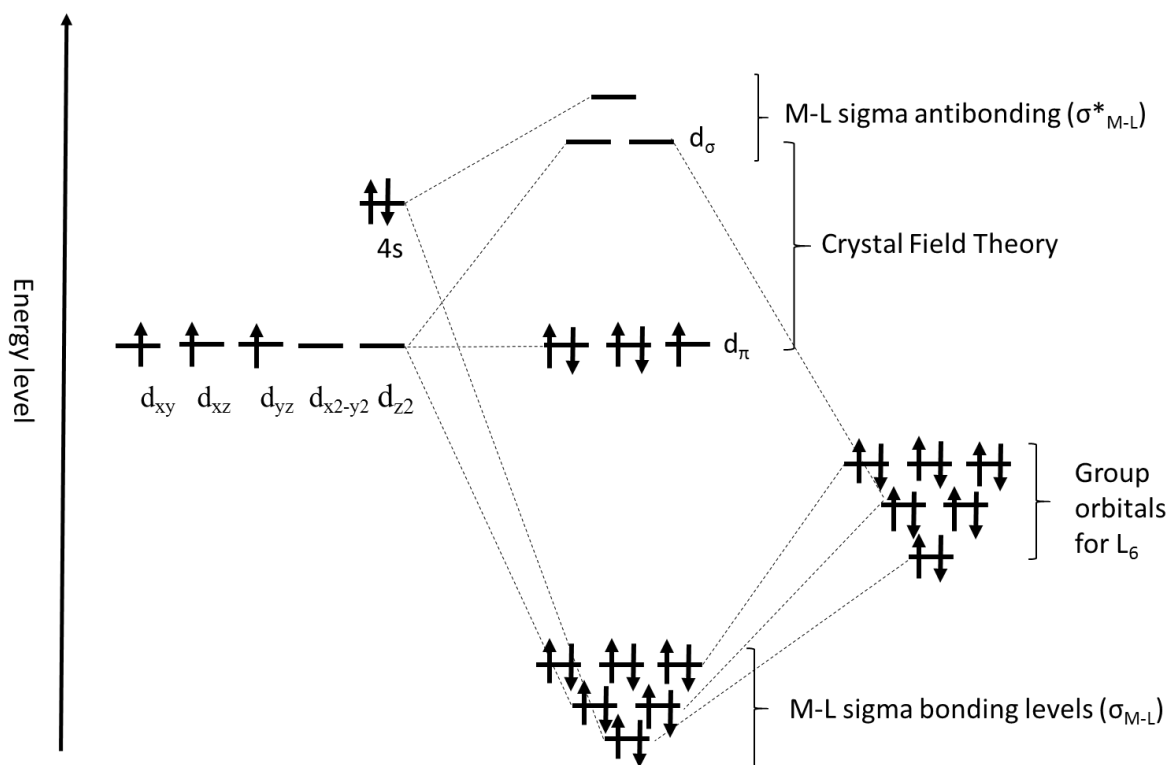 M-L sigma antibonding (σ*M-L)
dσ
4s
Crystal Field Theory
Energy level
dπ
dxy dxz dyz dx2-y2 dz2
Group
orbitals
for L6
M-L sigma bonding levels (σM-L)